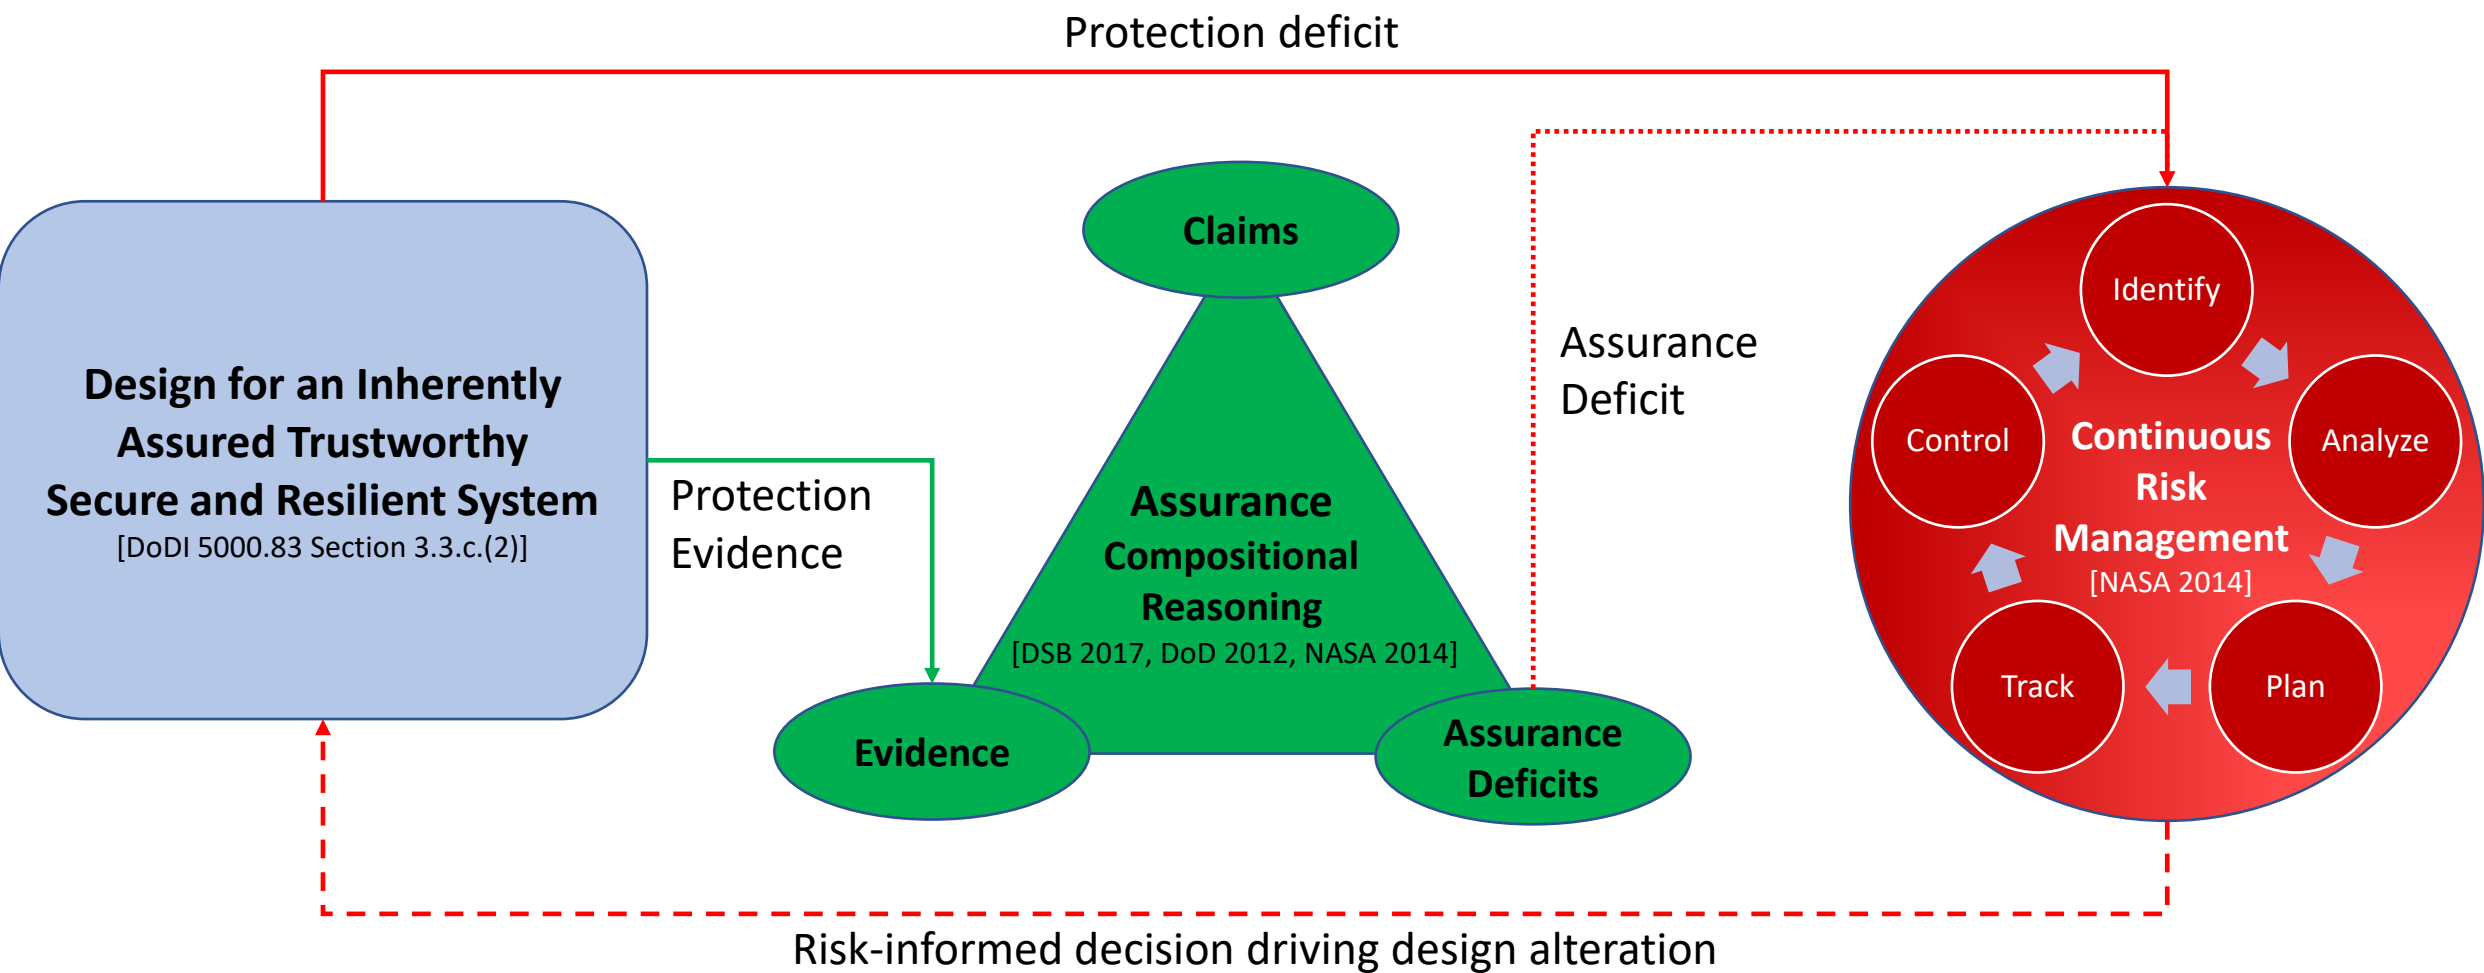 Protection deficit
Design for an Inherently
Assured Trustworthy
Secure and Resilient System
[DoDI 5000.83 Section 3.3.c.(2)]
Protection
Evidence
Claims
Assurance
Compositional
Reasoning
[DSB 2017, DoD 2012, NASA 2014]
Evidence
Assurance
Deficits
Assurance
Deficit
Identify
Analyze
Plan
Track
Control
Continuous
Risk
Management
[NASA 2014]
Risk-informed decision driving design alteration